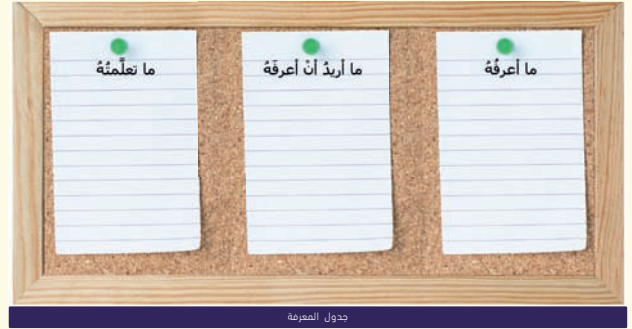 ما أعرفُهُ
ما أريدُ أنْ أعرفَهُ
ما تعلَّمتُهُ
جدول المعرفة